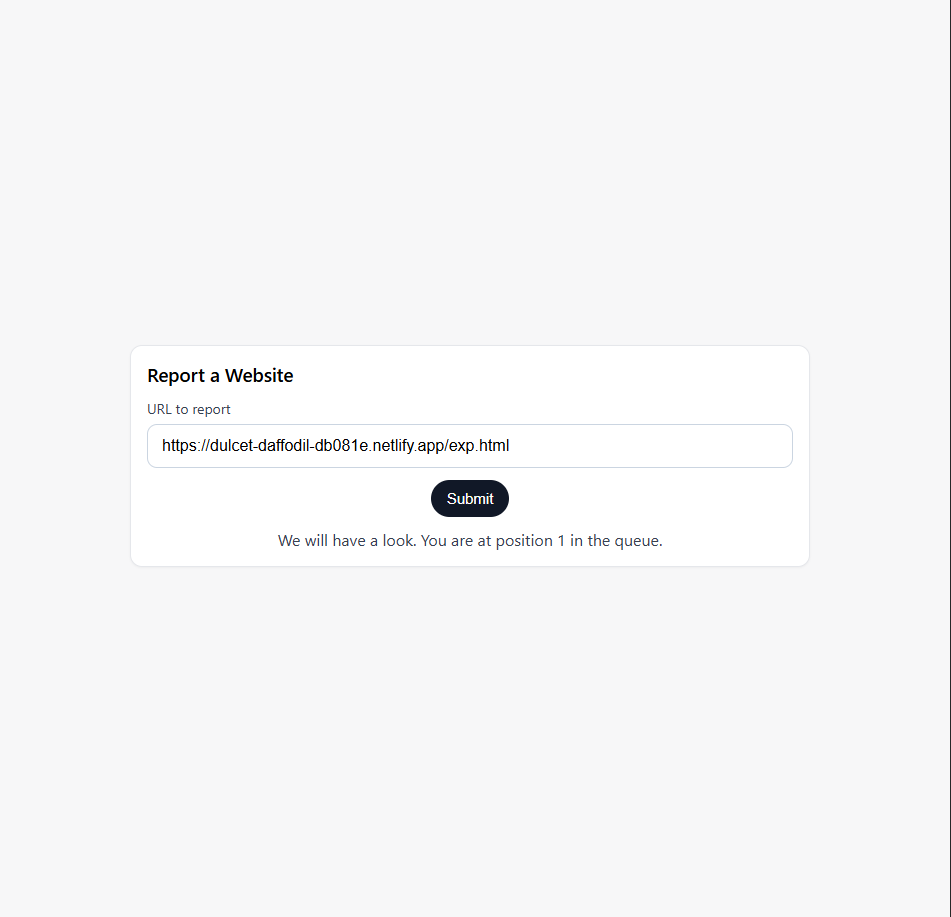 Report a Website
URL to report
https://dulcet-daffodil-db081e.netlify.app/exp.html
Submit
We will have a look. You are at position 1 in the queue.